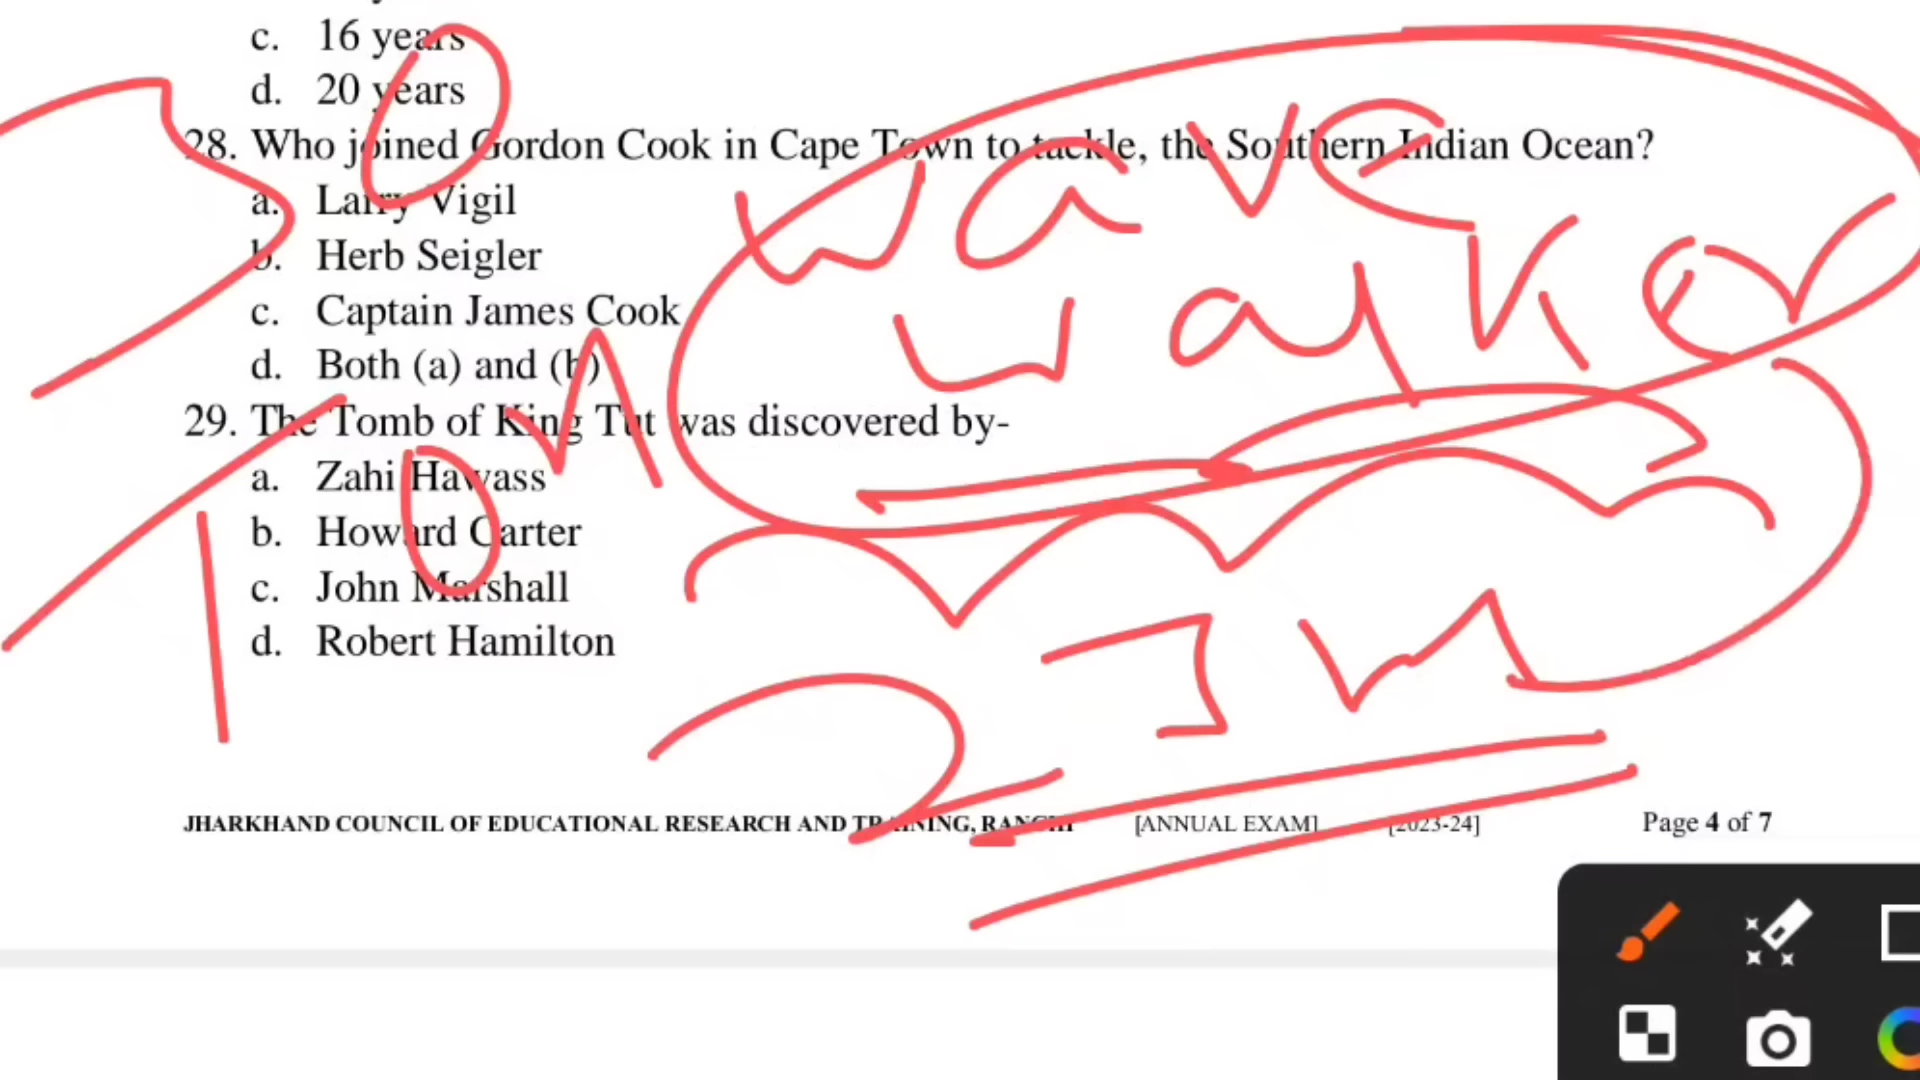 c. 16 years
d. 20 years
28. Who joined Gordon Cook in Cape Town to tackle, the Southern Indian Ocean?
a. Larry Vigil
b. Herb Seigler
c. Captain James Cook
d. Both (a) and (b)
29. The Tomb of King Tut was discovered by-
a. Zahi Hawass
b. Howard Carter
c. John Marshall
d. Robert Hamilton
wave
walker
30
TOM
2
JHARKHAND COUNCIL OF EDUCATIONAL RESEARCH AND TRAINING, RANCHI [ANNUAL EXAM] [2023-24] Page 4 of 7